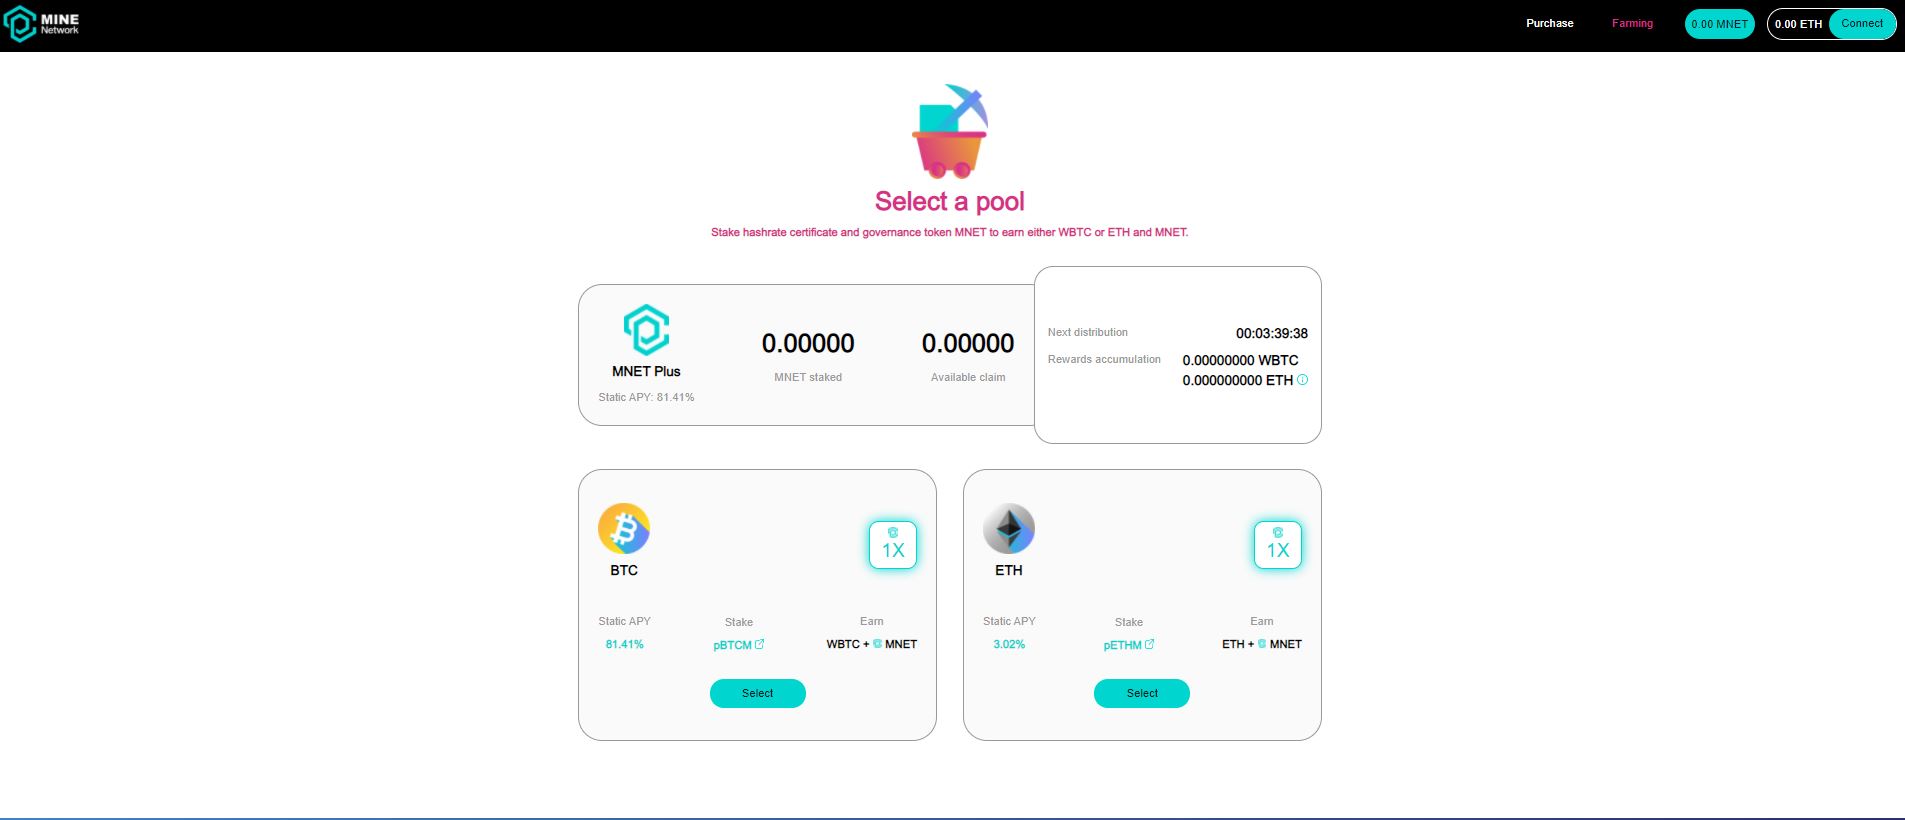 MINE
Network
Purchase
Farming
0.00 MNET
0.00 ETH
Connect
Select a pool
Stake hashrate certificate and governance token MNET to earn either WBTC or ETH and MNET.
MNET Plus
Static APY: 81.41%
0.00000
MNET staked
0.00000
Available claim
Next distribution
00:03:39:38
Rewards accumulation
0.00000000 WBTC
0.000000000 ETH
BTC
1X
Static APY
Stake
Earn
81.41%
pBTCM
WBTC + MNET
Select
ETH
1X
Static APY
Stake
Earn
3.02%
pETHM
ETH + MNET
Select